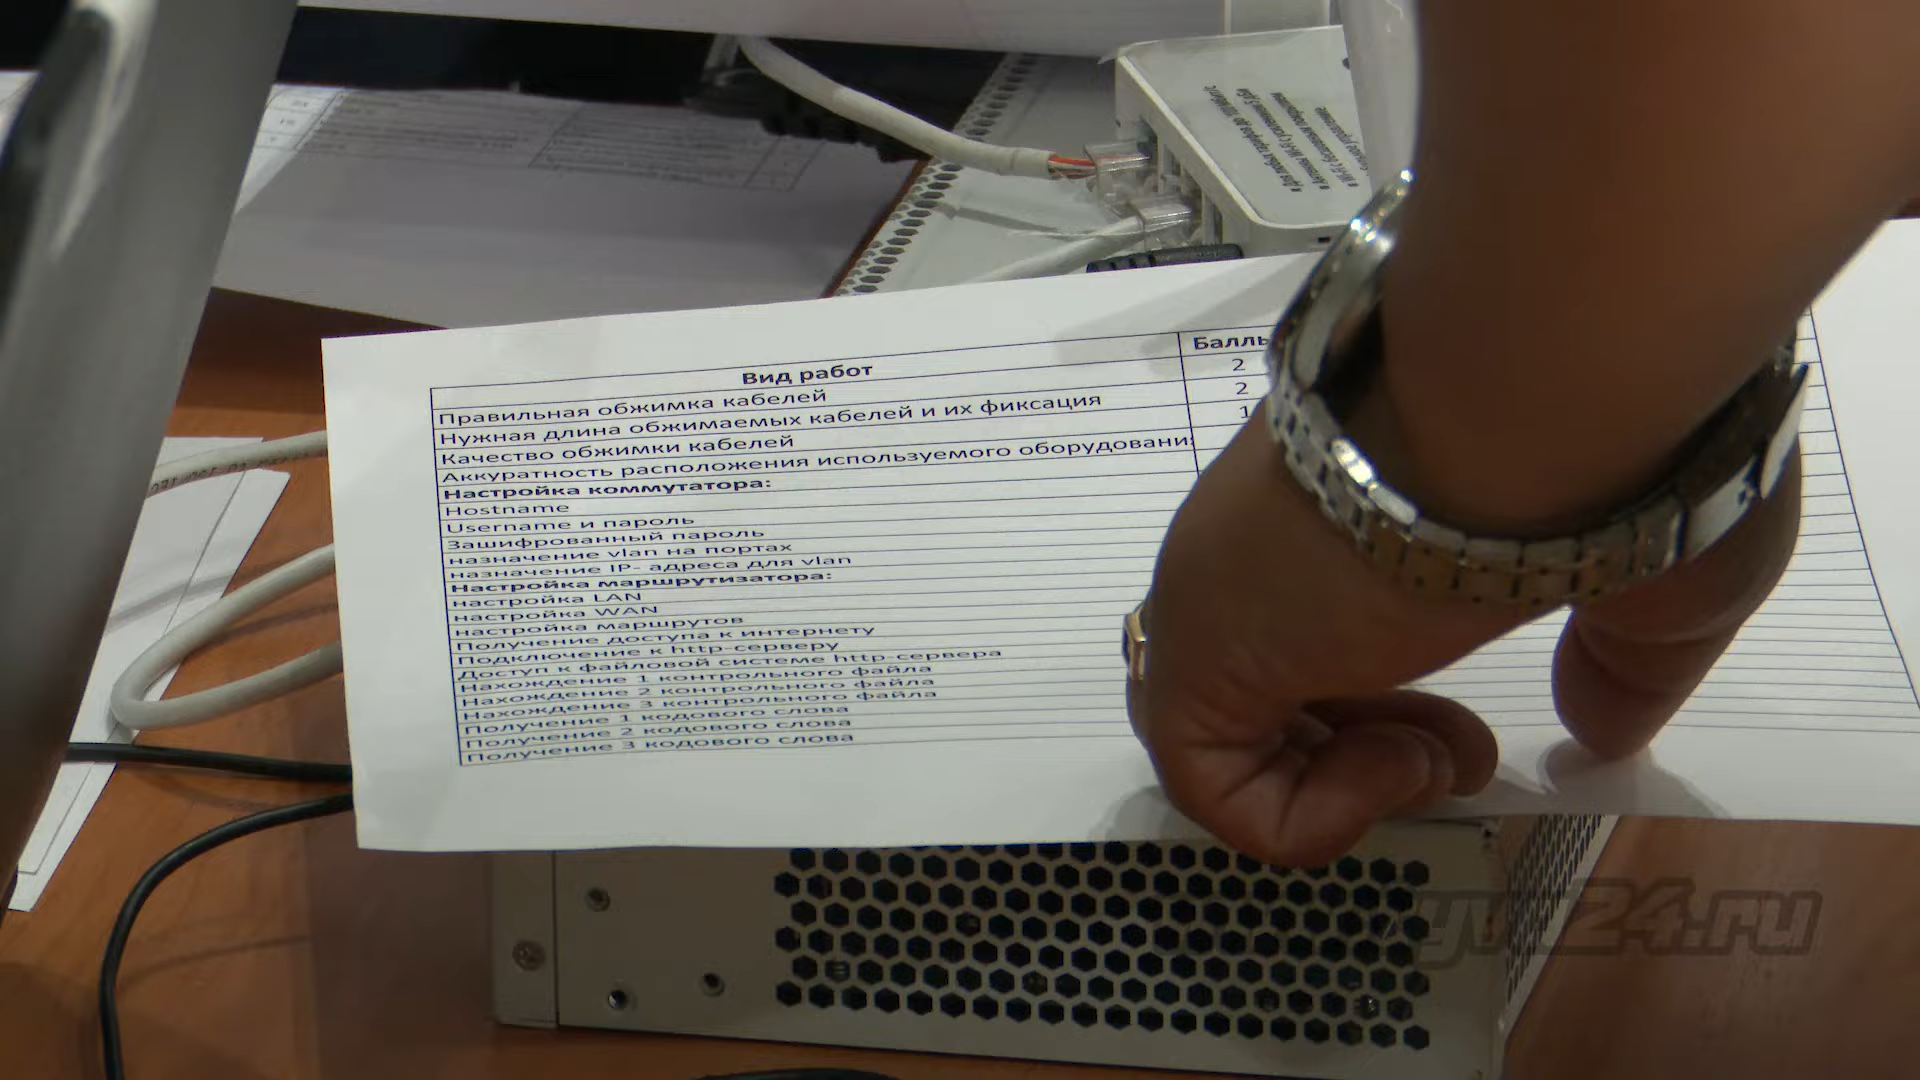 Вид работ Баллы
Правильная обжимка кабелей 2
Нужная длина обжимаемых кабелей и их фиксация 2
Качество обжимки кабелей 1
Аккуратность расположения используемого оборудования
Настройка коммутатора:
Hostname
Username и пароль
Зашифрованный пароль
назначение vlan на портах
назначение IP- адреса для vlan
Настройка маршрутизатора:
настройка LAN
настройка WAN
настройка маршрутов
Получение доступа к интернету
Подключение к http-серверу
Доступ к файловой системе http-сервера
Нахождение 1 контрольного файла
Нахождение 2 контрольного файла
Нахождение 3 контрольного файла
Получение 1 кодового слова
Получение 2 кодового слова
Получение 3 кодового слова